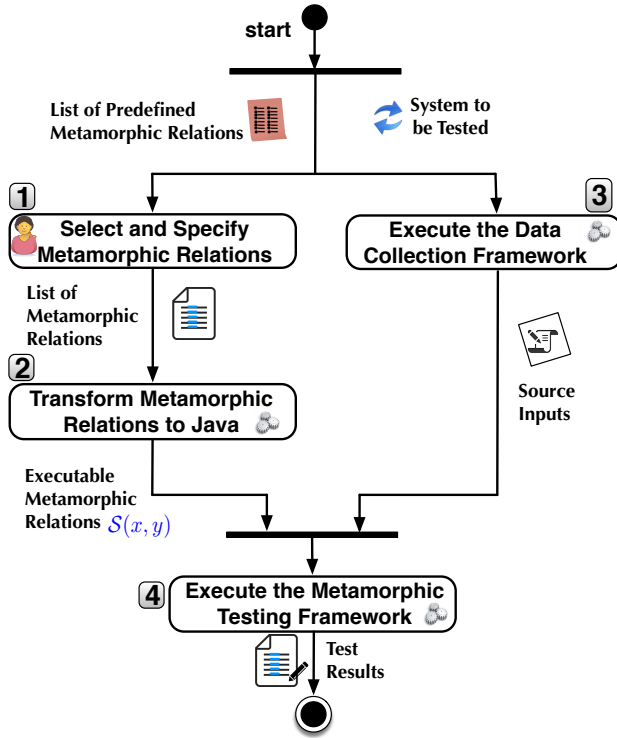 start
List of Predefined
Metamorphic Relations
System to
be Tested
1
Select and Specify
Metamorphic Relations
3
Execute the Data
Collection Framework
List of
Metamorphic
Relations
Source
Inputs
2
Transform Metamorphic
Relations to Java
Executable
Metamorphic
Relations S(x, y)
4
Execute the Metamorphic
Testing Framework
Test
Results